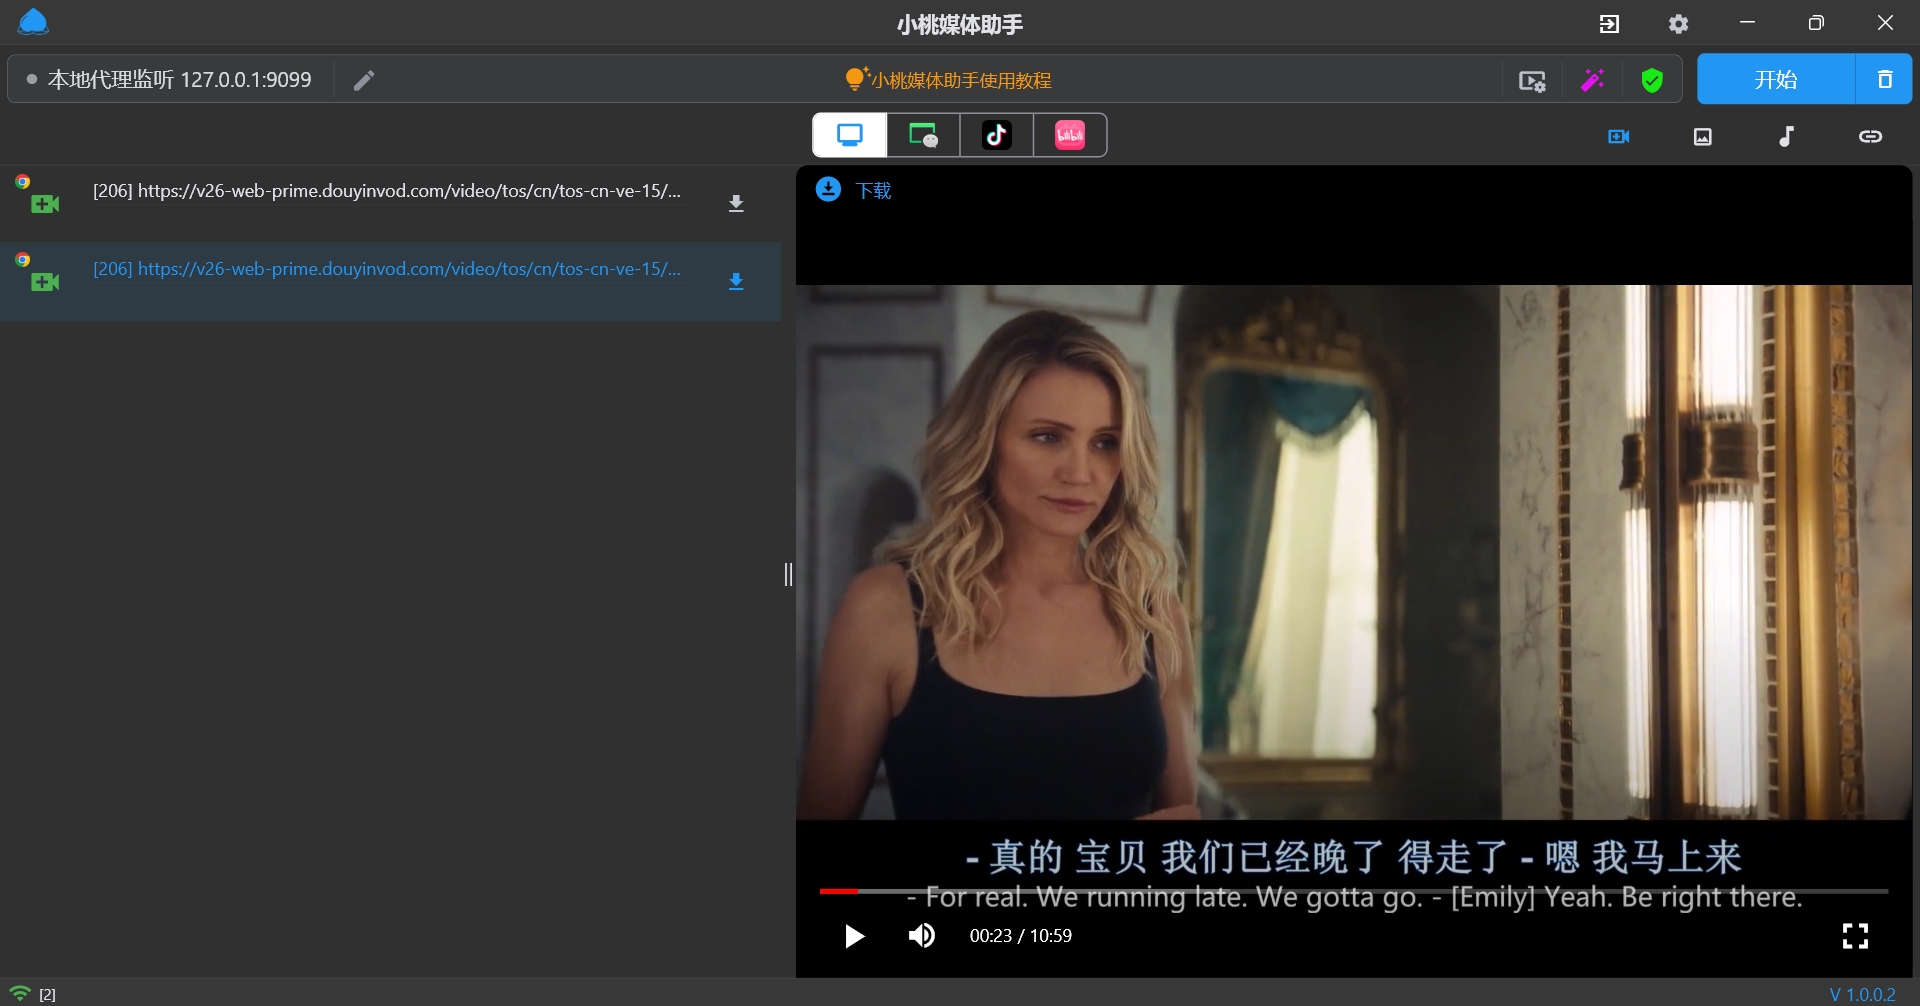 小桃媒体助手
本地代理监听 127.0.0.1:9099
小桃媒体助手使用教程
开始
bilibili
[206] https://v26-web-prime.douyinvod.com/video/tos/cn/tos-cn-ve-15/...
[206] https://v26-web-prime.douyinvod.com/video/tos/cn/tos-cn-ve-15/...
下载
- 真的 宝贝 我们已经晚了 得走了 - 嗯 我马上来
- For real. We running late. We gotta go. - [Emily] Yeah. Be right there.
00:23 / 10:59
[2]
V 1.0.0.2